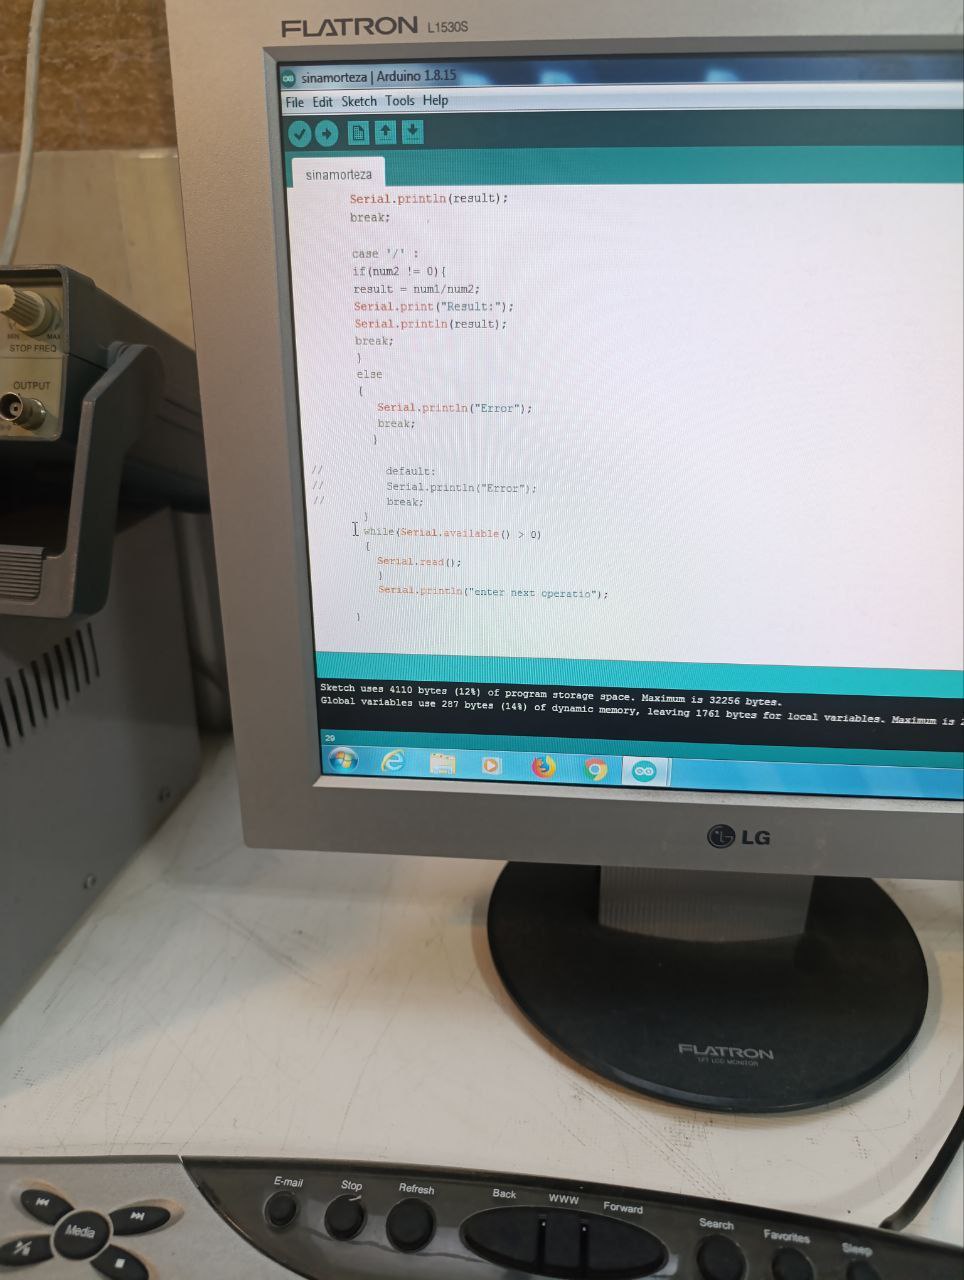 FLATRON L1530S
sinamorteza | Arduino 1.8.15
File Edit Sketch Tools Help
sinamorteza
Serial.println(result);
break;
case '/' :
if(num2 != 0){
result = num1/num2;
Serial.print("Result:");
Serial.println(result);
break;
}
else
{
Serial.println("Error");
break;
}
// default:
// Serial.println("Error");
// break;
}
while(Serial.available() > 0)
{
Serial.read();
}
Serial.println("enter next operatio");
}
Sketch uses 4110 bytes (12%) of program storage space. Maximum is 32256 bytes.
Global variables use 287 bytes (14%) of dynamic memory, leaving 1761 bytes for local variables. Maximum is
29
LG
FLATRON
LCD MONITOR
MIN MAX
STOP FREQ
OUTPUT
E-mail Stop Refresh Back WWW Forward Search Favorites Sleep
Media